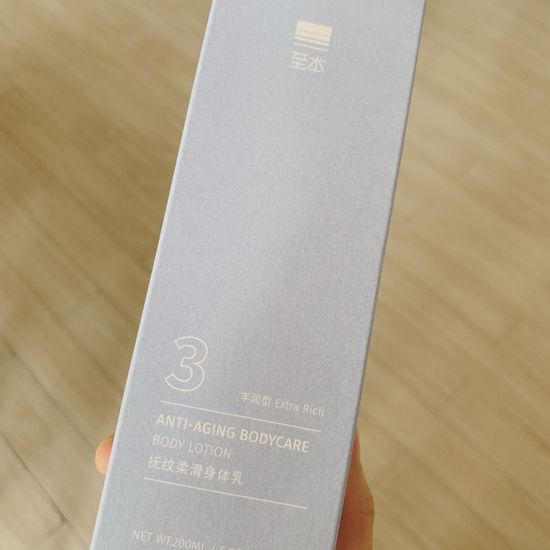 至本
3
丰润型 Extra Rich
ANTI-AGING BODYCARE
BODY LOTION
抚纹柔滑身体乳
NET WT.200ML /